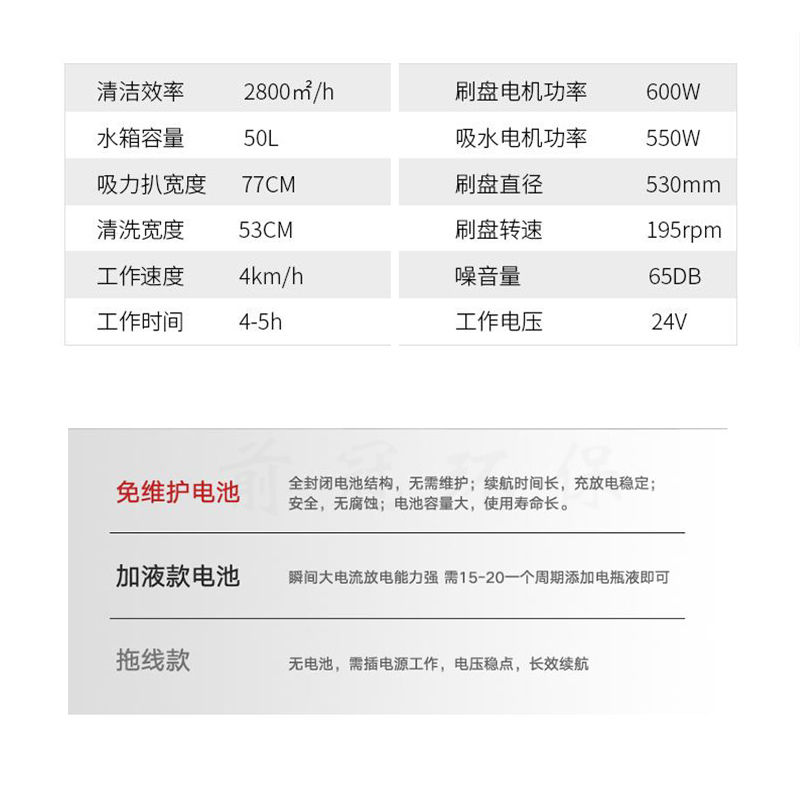 清洁效率 2800㎡/h 刷盘电机功率 600W
水箱容量 50L 吸水电机功率 550W
吸力扒宽度 77CM 刷盘直径 530mm
清洗宽度 53CM 刷盘转速 195rpm
工作速度 4km/h 噪音量 65DB
工作时间 4-5h 工作电压 24V
免维护电池 全封闭电池结构，无需维护；续航时间长，充放电稳定；
安全，无腐蚀；电池容量大，使用寿命长。
加液款电池 瞬间大电流放电能力强 需15-20一个周期添加电瓶液即可
拖线款 无电池，需插电源工作，电压稳点，长效续航